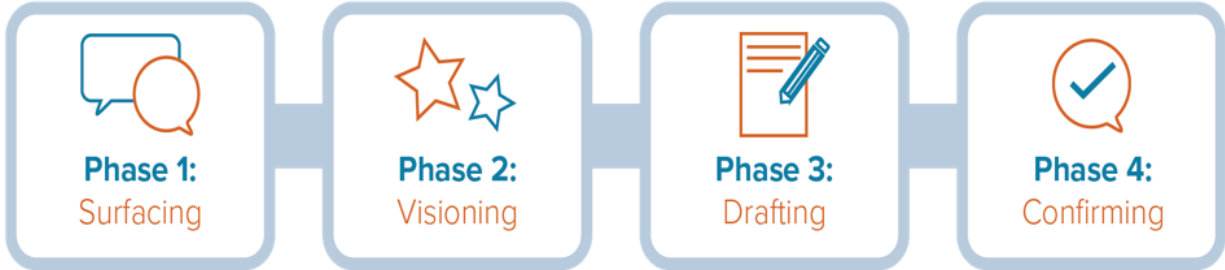 Phase 1:
Surfacing
Phase 2:
Visioning
Phase 3:
Drafting
Phase 4:
Confirming